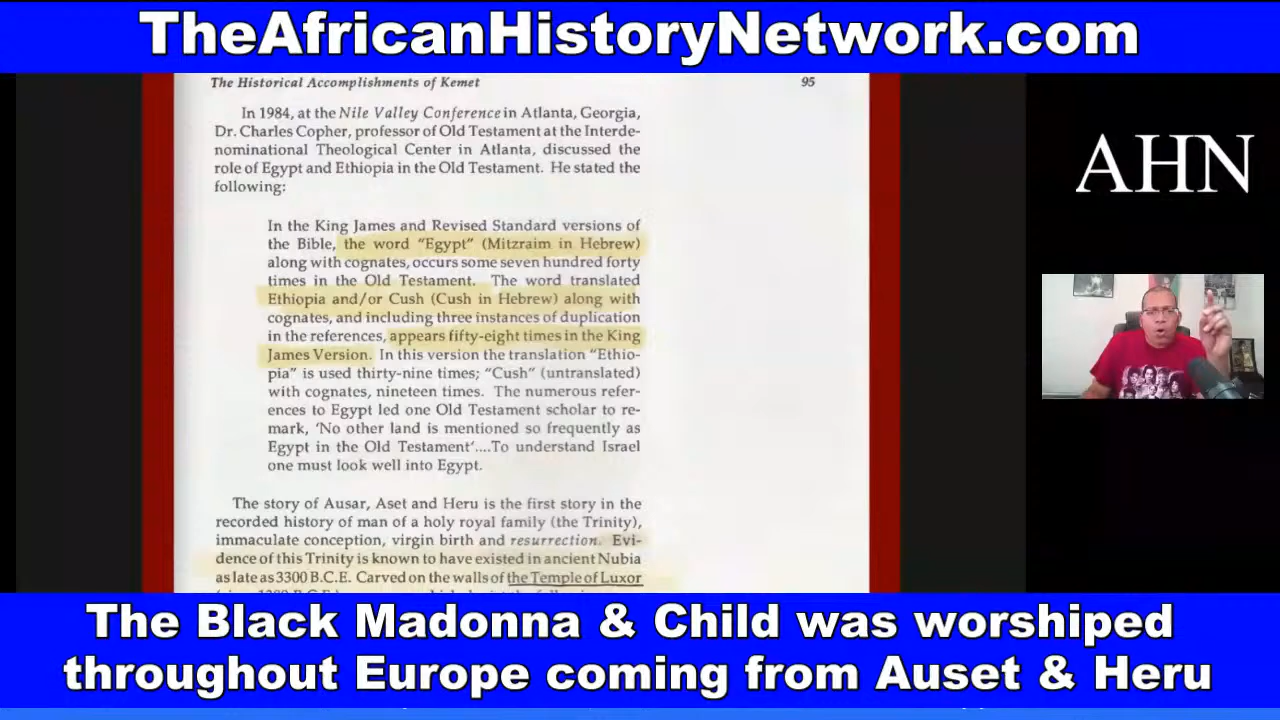 TheAfricanHistoryNetwork.com
The Historical Accomplishments of Kemet 95
In 1984, at the Nile Valley Conference in Atlanta, Georgia,
Dr. Charles Copher, professor of Old Testament at the Interde-
nominational Theological Center in Atlanta, discussed the
role of Egypt and Ethiopia in the Old Testament. He stated the
following:
In the King James and Revised Standard versions of
the Bible, the word "Egypt" (Mitzraim in Hebrew)
along with cognates, occurs some seven hundred forty
times in the Old Testament. The word translated
Ethiopia and/or Cush (Cush in Hebrew) along with
cognates, and including three instances of duplication
in the references, appears fifty-eight times in the King
James Version. In this version the translation "Ethio-
pia" is used thirty-nine times; "Cush" (untranslated)
with cognates, nineteen times. The numerous refer-
ences to Egypt led one Old Testament scholar to re-
mark, 'No other land is mentioned so frequently as
Egypt in the Old Testament'....To understand Israel
one must look well into Egypt.
The story of Ausar, Aset and Heru is the first story in the
recorded history of man of a holy royal family (the Trinity),
immaculate conception, virgin birth and resurrection. Evi-
dence of this Trinity is known to have existed in ancient Nubia
as late as 3300 B.C.E. Carved on the walls of the Temple of Luxor
AHN
The Black Madonna & Child was worshiped
throughout Europe coming from Auset & Heru